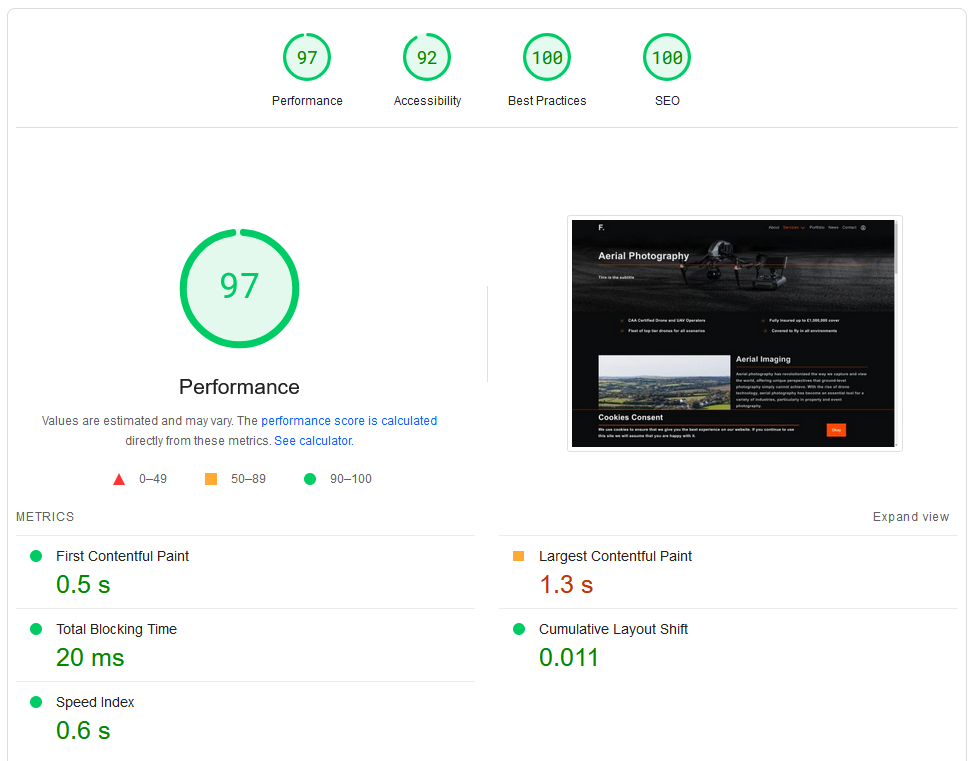 97
92
100
100
Performance
Accessibility
Best Practices
SEO
97
Performance
Values are estimated and may vary. The performance score is calculated
directly from these metrics. See calculator.
0–49
50–89
90–100
F.
About Services Portfolio News Contact
Aerial Photography
This is the subtitle
CAA Certified Drone and UAV Operators
Fully insured up to £1,000,000 cover
Fleet of top tier drones for all scenarios
Covered to fly in all environments
Aerial Imaging
Aerial photography has revolutionized the way we capture and view
the world, offering unique perspectives that ground-level
photography simply cannot achieve. With the rise of drone
technology, aerial photography has become an essential tool for a
variety of industries, particularly in property and event
photography.
Cookies Consent
We use cookies to ensure that we give you the best experience on our website. If you continue to use
this site we will assume that you are happy with it.
Okay
METRICS
Expand view
First Contentful Paint
0.5 s
Largest Contentful Paint
1.3 s
Total Blocking Time
20 ms
Cumulative Layout Shift
0.011
Speed Index
0.6 s